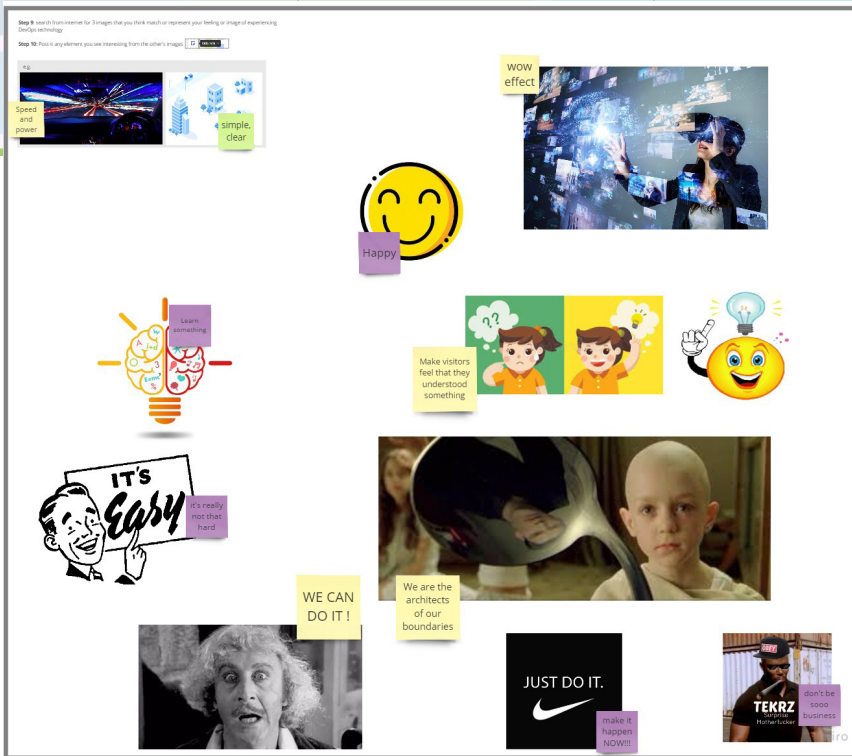 Step 9: search from internet for 3 images that you think match or represent your feeling or image of experiencing
DevOps technology
Step 10: Post it any element you see interesting from the other's images
e.g.
Speed
and
power
simple,
clear
wow
effect
Happy
Learn
something
??
Make visitors
feel that they
understood
something
IT'S
Easy
it's really
not that
hard
WE CAN
DO IT !
We are the
architects
of our
boundaries
JUST DO IT.
make it
happen
NOW!!!
OBEY
TEKRZ
Surprise
Motherfucker
don't be
sooo
business
iro